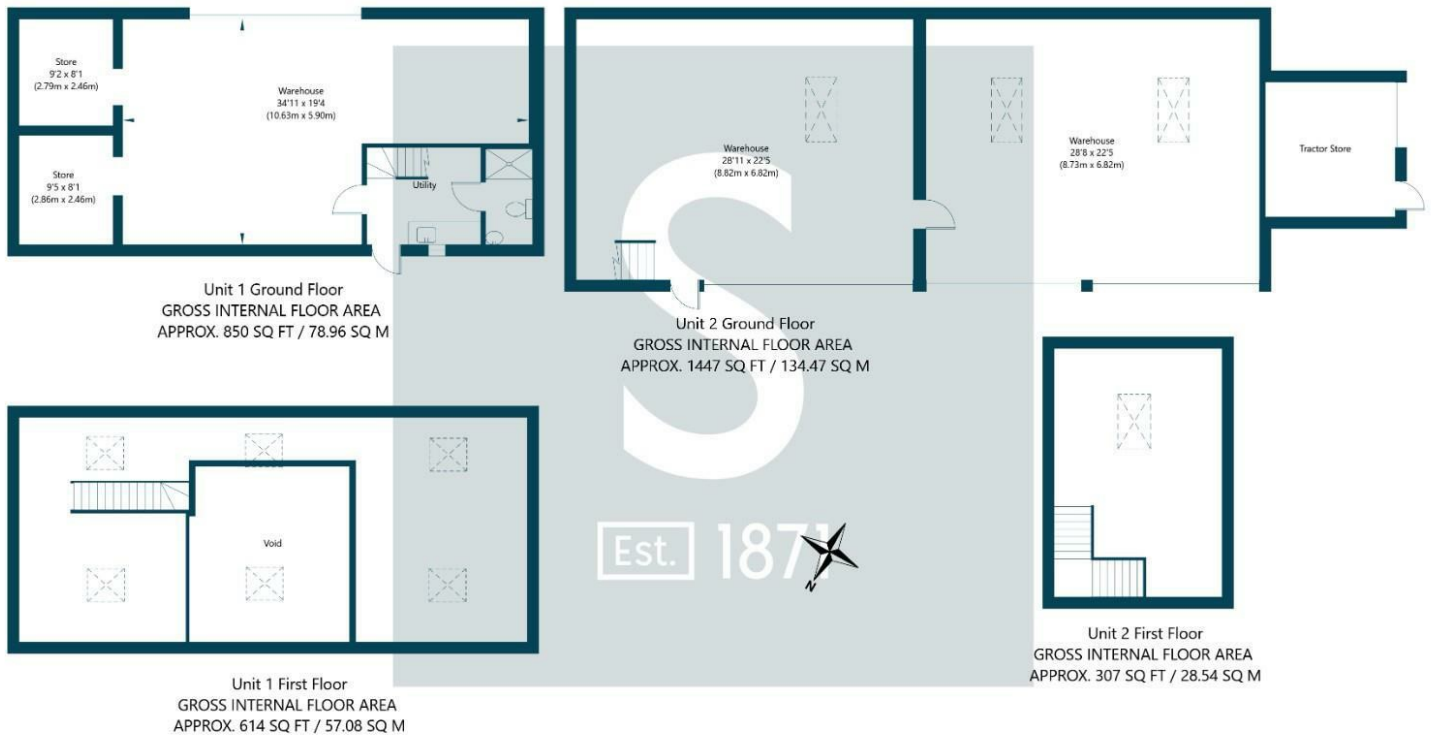 Store
9'2 x 8'1
(2.79m x 2.46m)
Warehouse
34'11 x 19'4
(10.63m x 5.90m)
Store
9'5 x 8'1
(2.86m x 2.46m)
Utility
Unit 1 Ground Floor
GROSS INTERNAL FLOOR AREA
APPROX. 850 SQ FT / 78.96 SQ M
Warehouse
28'11 x 22'5
(8.82m x 6.82m)
Warehouse
28'8 x 22'5
(8.73m x 6.82m)
Tractor Store
Unit 2 Ground Floor
GROSS INTERNAL FLOOR AREA
APPROX. 1447 SQ FT / 134.47 SQ M
S
Est. 1871
N
Void
Unit 1 First Floor
GROSS INTERNAL FLOOR AREA
APPROX. 614 SQ FT / 57.08 SQ M
Unit 2 First Floor
GROSS INTERNAL FLOOR AREA
APPROX. 307 SQ FT / 28.54 SQ M